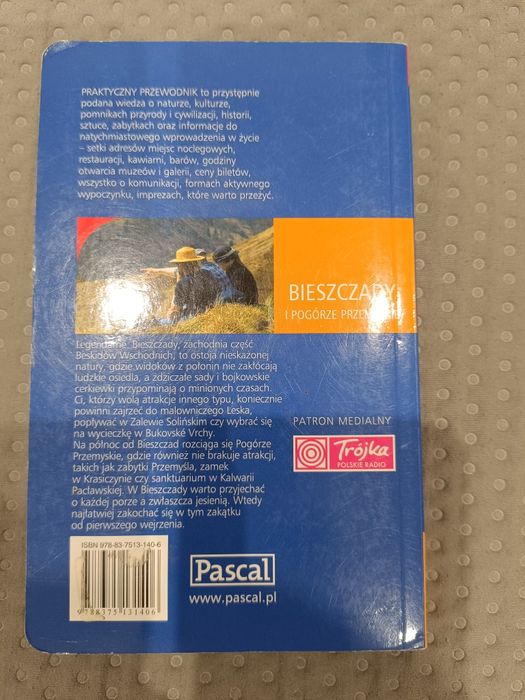 PRAKTYCZNY PRZEWODNIK to przystępnie
podana wiedza o naturze, kulturze,
pomnikach przyrody i cywilizacji, historii,
sztuce, zabytkach oraz informacje do
natychmiastowego wprowadzenia w życie
– setki adresów miejsc noclegowych,
restauracji, kawiarni, barów, godziny
otwarcia muzeów i galerii, ceny biletów,
wszystko o komunikacji, formach aktywnego
wypoczynku, imprezach, które warto przeżyć.
BIESZCZADY
I POGÓRZE PRZEMYSKIE
Legendarne Bieszczady, zachodnia część
Beskidów Wschodnich, to ostoja nieskażonej
natury, gdzie widoków z połonin nie zakłócają
ludzkie osiedla, a zdziczałe sady i bojkowskie
cerkiewki przypominają o minionych czasach.
Ci, którzy wolą atrakcje innego typu, koniecznie
powinni zajrzeć do malowniczego Leska,
popływać w Zalewie Solińskim czy wybrać się
na wycieczkę w Bukovské Vrchy.
Na północ od Bieszczad rozciąga się Pogórze
Przemyskie, gdzie również nie brakuje atrakcji,
takich jak zabytki Przemyśla, zamek
w Krasiczynie czy sanktuarium w Kalwarii
Pacławskiej. W Bieszczady warto przyjechać
o każdej porze a zwłaszcza jesienią. Wtedy
najłatwiej zakochać się w tym zakątku
od pierwszego wejrzenia.
PATRON MEDIALNY
Trójka
POLSKIE RADIO
ISBN 978-83-7513-140-6
9 788375 131406
Pascal
www.pascal.pl